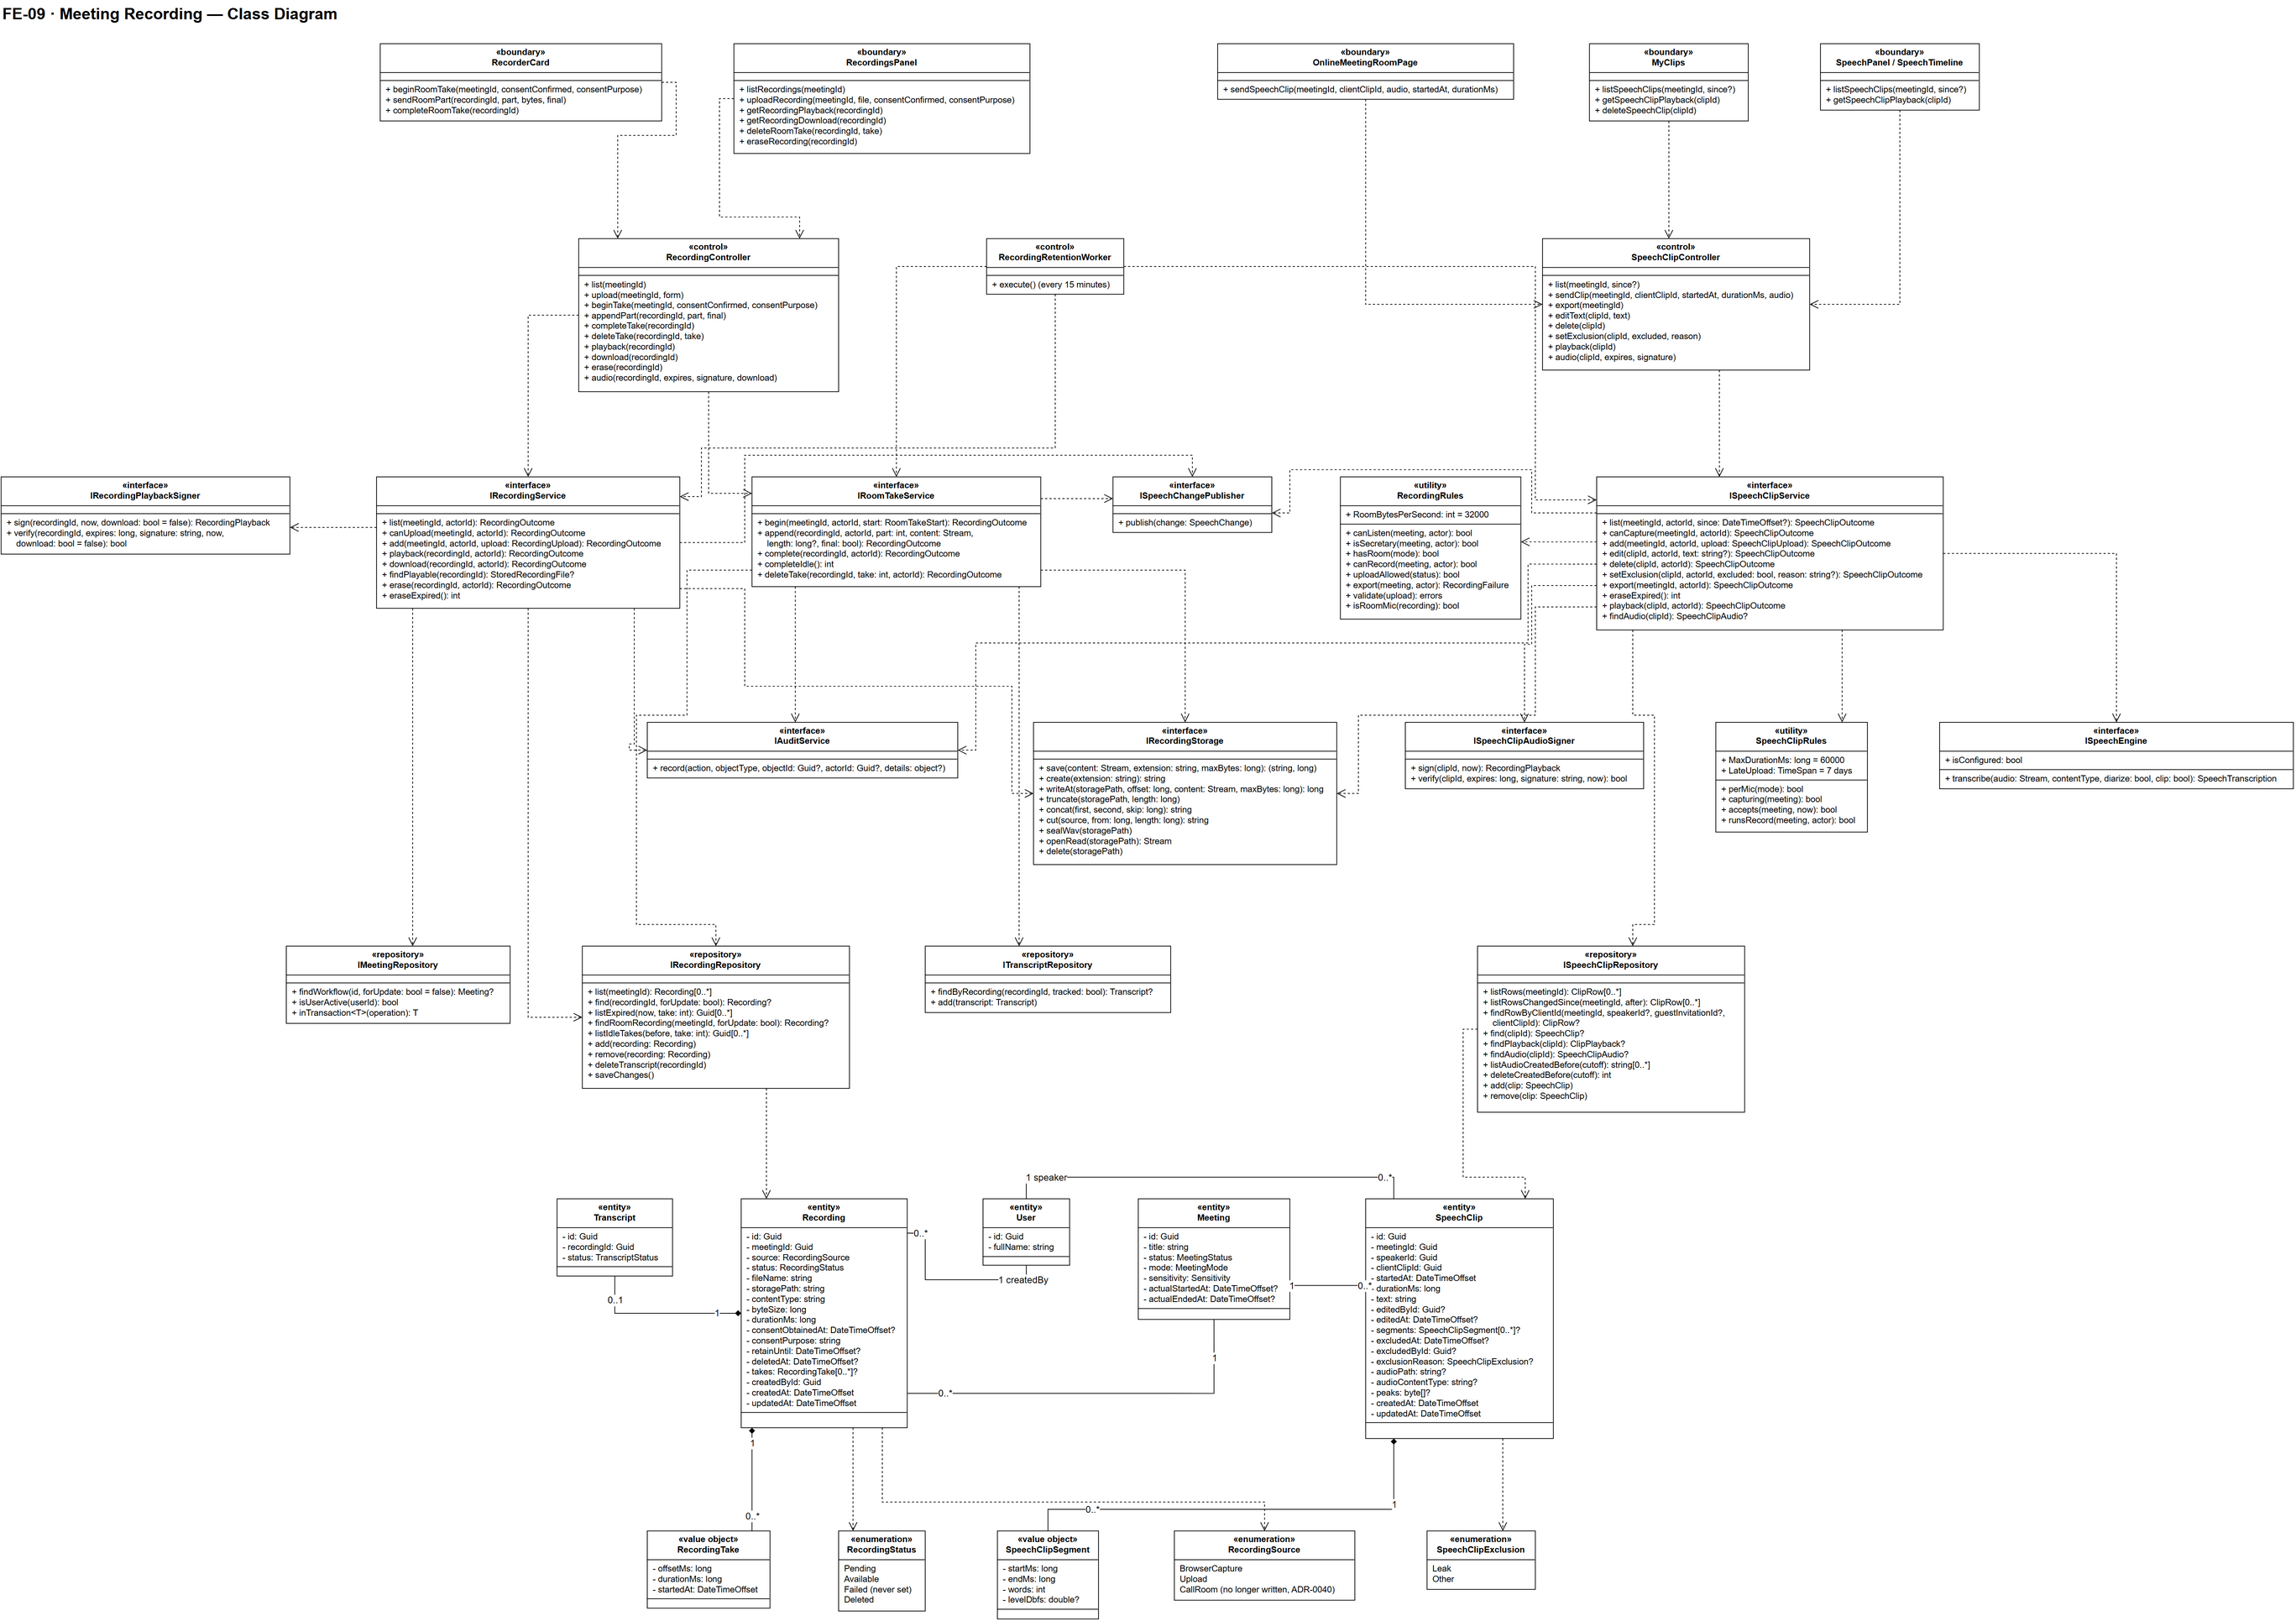 FE-09 · Meeting Recording — Class Diagram
«boundary»
RecorderCard
+ beginRoomTake(meetingId, consentConfirmed, consentPurpose)
+ sendRoomPart(recordingId, part, bytes, final)
+ completeRoomTake(recordingId)
«boundary»
RecordingsPanel
+ listRecordings(meetingId)
+ uploadRecording(meetingId, file, consentConfirmed, consentPurpose)
+ getRecordingPlayback(recordingId)
+ getRecordingDownload(recordingId)
+ deleteRoomTake(recordingId, take)
+ eraseRecording(recordingId)
«boundary»
OnlineMeetingRoomPage
+ sendSpeechClip(meetingId, clientClipId, audio, startedAt, durationMs)
«boundary»
MyClips
+ listSpeechClips(meetingId, since?)
+ getSpeechClipPlayback(clipId)
+ deleteSpeechClip(clipId)
«boundary»
SpeechPanel / SpeechTimeline
+ listSpeechClips(meetingId, since?)
+ getSpeechClipPlayback(clipId)
«control»
RecordingController
+ list(meetingId)
+ upload(meetingId, form)
+ beginTake(meetingId, consentConfirmed, consentPurpose)
+ appendPart(recordingId, part, final)
+ completeTake(recordingId)
+ deleteTake(recordingId, take)
+ playback(recordingId)
+ download(recordingId)
+ erase(recordingId)
+ audio(recordingId, expires, signature, download)
«control»
RecordingRetentionWorker
+ execute() (every 15 minutes)
«control»
SpeechClipController
+ list(meetingId, since?)
+ sendClip(meetingId, clientClipId, startedAt, durationMs, audio)
+ export(meetingId)
+ editText(clipId, text)
+ delete(clipId)
+ setExclusion(clipId, excluded, reason)
+ playback(clipId)
+ audio(clipId, expires, signature)
«interface»
IRecordingPlaybackSigner
+ sign(recordingId, now, download: bool = false): RecordingPlayback
+ verify(recordingId, expires: long, signature: string, now,
download: bool = false): bool
«interface»
IRecordingService
+ list(meetingId, actorId): RecordingOutcome
+ canUpload(meetingId, actorId): RecordingOutcome
+ add(meetingId, actorId, upload: RecordingUpload): RecordingOutcome
+ playback(recordingId, actorId): RecordingOutcome
+ download(recordingId, actorId): RecordingOutcome
+ findPlayable(recordingId): StoredRecordingFile?
+ erase(recordingId, actorId): RecordingOutcome
+ eraseExpired(): int
«interface»
IRoomTakeService
+ begin(meetingId, actorId, start: RoomTakeStart): RecordingOutcome
+ append(recordingId, actorId, part: int, content: Stream,
length: long?, final: bool): RecordingOutcome
+ complete(recordingId, actorId): RecordingOutcome
+ completeIdle(): int
+ deleteTake(recordingId, take: int, actorId): RecordingOutcome
«interface»
ISpeechChangePublisher
+ publish(change: SpeechChange)
«utility»
RecordingRules
+ RoomBytesPerSecond: int = 32000
+ canListen(meeting, actor): bool
+ isSecretary(meeting, actor): bool
+ hasRoom(mode): bool
+ canRecord(meeting, actor): bool
+ uploadAllowed(status): bool
+ export(meeting, actor): RecordingFailure
+ validate(upload): errors
+ isRoomMic(recording): bool
«interface»
ISpeechClipService
+ list(meetingId, actorId, since: DateTimeOffset?): SpeechClipOutcome
+ canCapture(meetingId, actorId): SpeechClipOutcome
+ add(meetingId, actorId, upload: SpeechClipUpload): SpeechClipOutcome
+ edit(clipId, actorId, text: string?): SpeechClipOutcome
+ delete(clipId, actorId): SpeechClipOutcome
+ setExclusion(clipId, actorId, excluded: bool, reason: string?): SpeechClipOutcome
+ export(meetingId, actorId): SpeechClipOutcome
+ eraseExpired(): int
+ playback(clipId, actorId): SpeechClipOutcome
+ findAudio(clipId): SpeechClipAudio?
«interface»
IAuditService
+ record(action, objectType, objectId: Guid?, actorId: Guid?, details: object?)
«interface»
IRecordingStorage
+ save(content: Stream, extension: string, maxBytes: long): (string, long)
+ create(extension: string): string
+ writeAt(storagePath, offset: long, content: Stream, maxBytes: long): long
+ truncate(storagePath, length: long)
+ concat(first, second, skip: long): string
+ cut(source, from: long, length: long): string
+ sealWav(storagePath)
+ openRead(storagePath): Stream
+ delete(storagePath)
«interface»
ISpeechClipAudioSigner
+ sign(clipId, now): RecordingPlayback
+ verify(clipId, expires: long, signature: string, now): bool
«utility»
SpeechClipRules
+ MaxDurationMs: long = 60000
+ LateUpload: TimeSpan = 7 days
+ perMic(mode): bool
+ capturing(meeting): bool
+ accepts(meeting, now): bool
+ runsRecord(meeting, actor): bool
«interface»
ISpeechEngine
+ isConfigured: bool
+ transcribe(audio: Stream, contentType, diarize: bool, clip: bool): SpeechTranscription
«repository»
IMeetingRepository
+ findWorkflow(id, forUpdate: bool = false): Meeting?
+ isUserActive(userId): bool
+ inTransaction<T>(operation): T
«repository»
IRecordingRepository
+ list(meetingId): Recording[0..*]
+ find(recordingId, forUpdate: bool): Recording?
+ listExpired(now, take: int): Guid[0..*]
+ findRoomRecording(meetingId, forUpdate: bool): Recording?
+ listIdleTakes(before, take: int): Guid[0..*]
+ add(recording: Recording)
+ remove(recording: Recording)
+ deleteTranscript(recordingId)
+ saveChanges()
«repository»
ITranscriptRepository
+ findByRecording(recordingId, tracked: bool): Transcript?
+ add(transcript: Transcript)
«repository»
ISpeechClipRepository
+ listRows(meetingId): ClipRow[0..*]
+ listRowsChangedSince(meetingId, after): ClipRow[0..*]
+ findRowByClientId(meetingId, speakerId?, guestInvitationId?,
clientClipId): ClipRow?
+ find(clipId): SpeechClip?
+ findPlayback(clipId): ClipPlayback?
+ findAudio(clipId): SpeechClipAudio?
+ listAudioCreatedBefore(cutoff): string[0..*]
+ deleteCreatedBefore(cutoff): int
+ add(clip: SpeechClip)
+ remove(clip: SpeechClip)
1 speaker
0..*
«entity»
Transcript
- id: Guid
- recordingId: Guid
- status: TranscriptStatus
0..1
1
«entity»
Recording
- id: Guid
- meetingId: Guid
- source: RecordingSource
- status: RecordingStatus
- fileName: string
- storagePath: string
- contentType: string
- byteSize: long
- durationMs: long
- consentObtainedAt: DateTimeOffset?
- consentPurpose: string
- retainUntil: DateTimeOffset?
- deletedAt: DateTimeOffset?
- takes: RecordingTake[0..*]?
- createdById: Guid
- createdAt: DateTimeOffset
- updatedAt: DateTimeOffset
0..*
«entity»
User
- id: Guid
- fullName: string
1 createdBy
«entity»
Meeting
- id: Guid
- title: string
- status: MeetingStatus
- mode: MeetingMode
- sensitivity: Sensitivity
- actualStartedAt: DateTimeOffset?
- actualEndedAt: DateTimeOffset?
1
0..*
1
0..*
«entity»
SpeechClip
- id: Guid
- meetingId: Guid
- speakerId: Guid
- clientClipId: Guid
- startedAt: DateTimeOffset
- durationMs: long
- text: string
- editedById: Guid?
- editedAt: DateTimeOffset?
- segments: SpeechClipSegment[0..*]?
- excludedAt: DateTimeOffset?
- excludedById: Guid?
- exclusionReason: SpeechClipExclusion?
- audioPath: string?
- audioContentType: string?
- peaks: byte[]?
- createdAt: DateTimeOffset
- updatedAt: DateTimeOffset
1
0..*
0..*
1
«value object»
RecordingTake
- offsetMs: long
- durationMs: long
- startedAt: DateTimeOffset
«enumeration»
RecordingStatus
Pending
Available
Failed (never set)
Deleted
«value object»
SpeechClipSegment
- startMs: long
- endMs: long
- words: int
- levelDbfs: double?
«enumeration»
RecordingSource
BrowserCapture
Upload
CallRoom (no longer written, ADR-0040)
«enumeration»
SpeechClipExclusion
Leak
Other